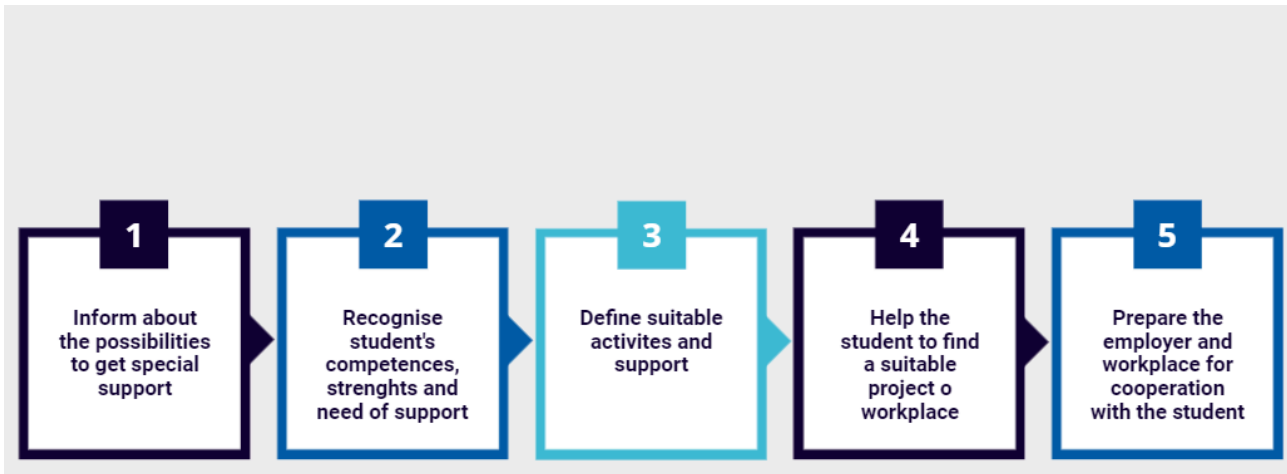 1
Inform about
the possibilities
to get special
support
2
Recognise
student's
competences,
strenghts and
need of support
3
Define suitable
activites and
support
4
Help the
student to find
a suitable
project o
workplace
5
Prepare the
employer and
workplace for
cooperation
with the student